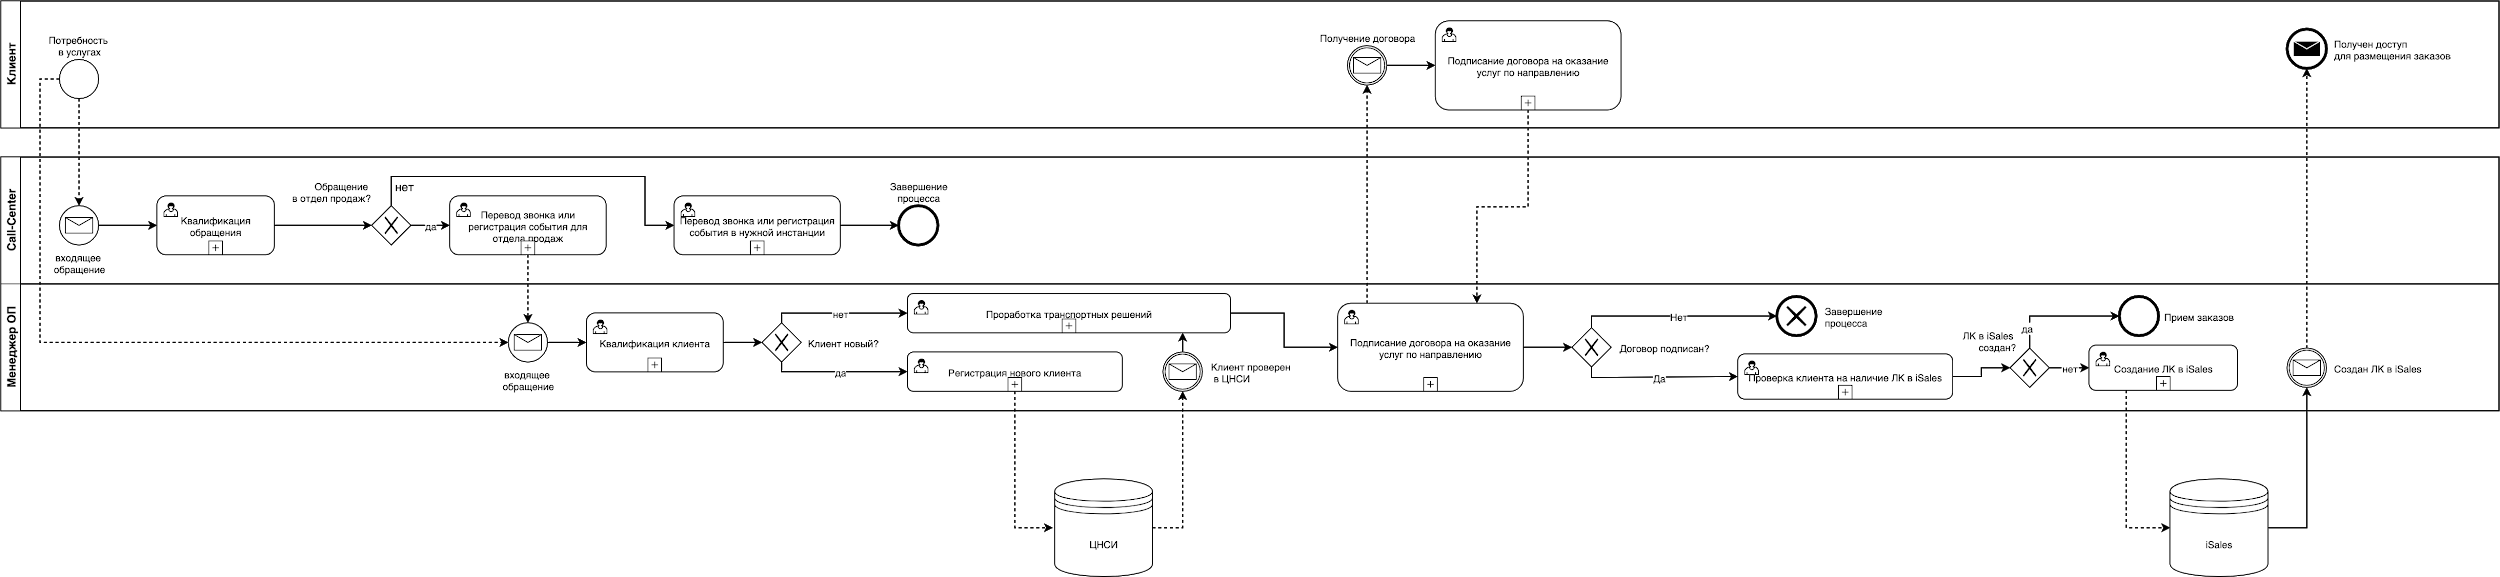 Клиент
Потребность
в услугах
Получение договора
Подписание договора на оказание
услуг по направлению
Получен доступ
для размещения заказов
Call-Center
входящее
обращение
Квалификация
обращения
Обращение
в отдел продаж?
нет
да
Перевод звонка или
регистрация события для
отдела продаж
Перевод звонка или регистрация
события в нужной инстанции
Завершение
процесса
Менеджер ОП
входящее
обращение
Квалификация клиента
Клиент новый?
нет
да
Проработка транспортных решений
Регистрация нового клиента
Клиент проверен
в ЦНСИ
Подписание договора на оказание
услуг по направлению
Договор подписан?
Нет
Да
Завершение
процесса
Проверка клиента на наличие ЛК в iSales
ЛК в iSales
создан?
да
нет
Прием заказов
Создание ЛК в iSales
Создан ЛК в iSales
ЦНСИ
iSales